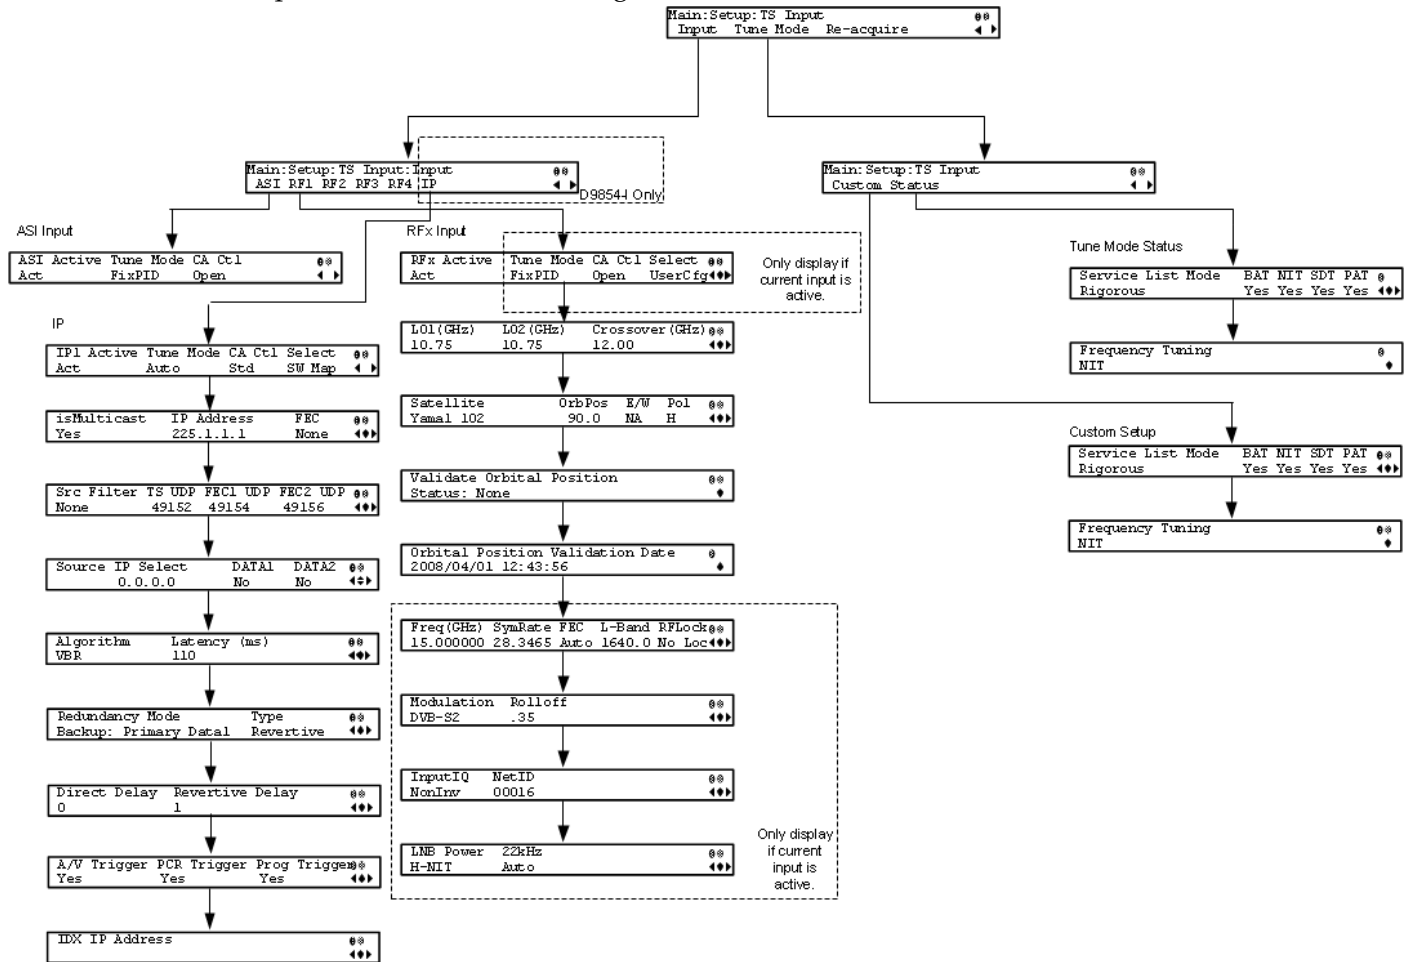 Main:Setup:TS Input
Input Tune Mode Re-acquire
Main:Setup:TS Input:Input
ASI RF1 RF2 RF3 RF4 IP
D9854-I Only
Main:Setup:TS Input
Custom Status
ASI Input
ASI Active Tune Mode CA Ctl
Act FixPID Open
RFx Input
RFx Active Tune Mode CA Ctl Select
Act FixPID Open UserCfg
Only display if
current input is
active.
IP
IP1 Active Tune Mode CA Ctl Select
Act Auto Std SW Map
isMulticast IP Address FEC
Yes 225.1.1.1 None
Src Filter TS UDP FEC1 UDP FEC2 UDP
None 49152 49154 49156
Source IP Select DATA1 DATA2
0.0.0.0 No No
Algorithm Latency (ms)
VBR 110
Redundancy Mode Type
Backup: Primary Data1 Revertive
Direct Delay Revertive Delay
0 1
A/V Trigger PCR Trigger Prog Trigger
Yes Yes Yes
IDX IP Address
LO1(GHz) LO2(GHz) Crossover(GHz)
10.75 10.75 12.00
Satellite OrbPos E/W Pol
Yamal 102 90.0 NA H
Validate Orbital Position
Status: None
Orbital Position Validation Date
2008/04/01 12:43:56
Freq(GHz) SymRate FEC L-Band RFLock
15.000000 28.3465 Auto 1640.0 No Loc
Modulation Rolloff
DVB-S2 .35
InputIQ NetID
NonInv 00016
LNB Power 22kHz
H-NIT Auto
Only display
if current
input is
active.
Tune Mode Status
Service List Mode BAT NIT SDT PAT
Rigorous Yes Yes Yes Yes
Frequency Tuning
NIT
Custom Setup
Service List Mode BAT NIT SDT PAT
Rigorous Yes Yes Yes Yes
Frequency Tuning
NIT